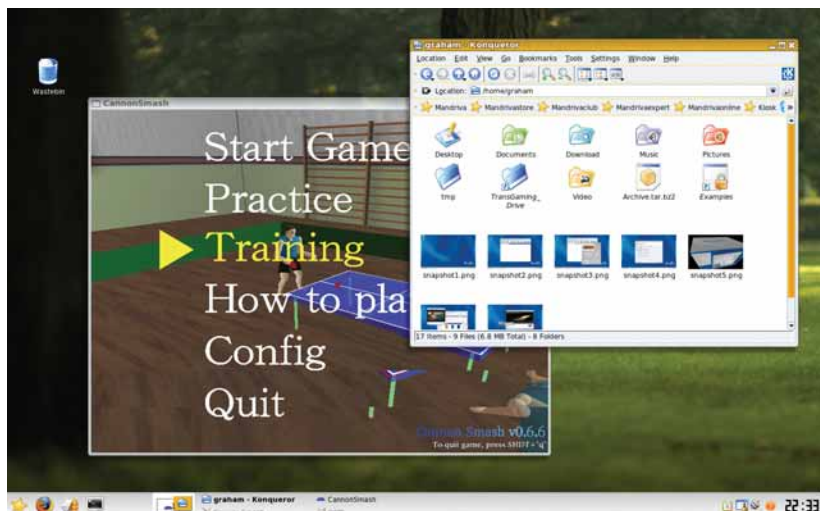 Wastebin
CannonSmash
Start Game
Practice
Training
How to pla
Config
Quit
Cannon Smash v0.6.6
To quit game, press SHIFT+'q'
graham - Konqueror
Location Edit View Go Bookmarks Tools Settings Window Help
Location: /home/graham
Mandriva Mandrivastore Mandrivaclub Mandrivaexpert Mandrivaonline Kiosk
Desktop Documents Download Music Pictures
tmp TransGaming_ Video Archive.tar.bz2 Examples
Drive
snapshot1.png snapshot2.png snapshot3.png snapshot4.png snapshot5.png
17 Items - 9 Files (6.8 MB Total) - 8 Folders
graham - Konqueror CannonSmash
22:33